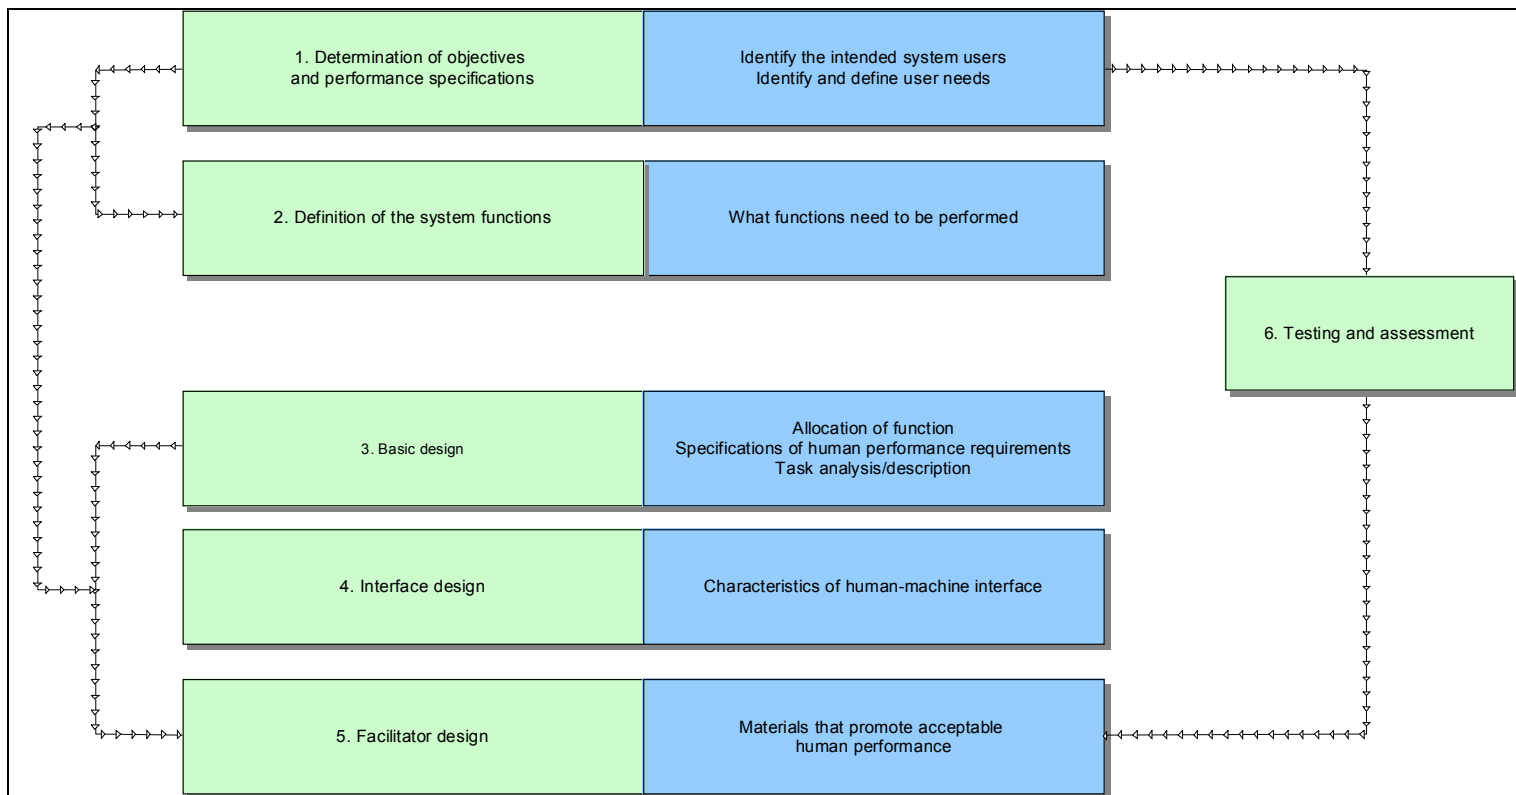 1. Determination of objectives
and performance specifications
Identify the intended system users
Identify and define user needs
2. Definition of the system functions
What functions need to be performed
6. Testing and assessment
3. Basic design
Allocation of function
Specifications of human performance requirements
Task analysis/description
4. Interface design
Characteristics of human-machine interface
5. Facilitator design
Materials that promote acceptable
human performance